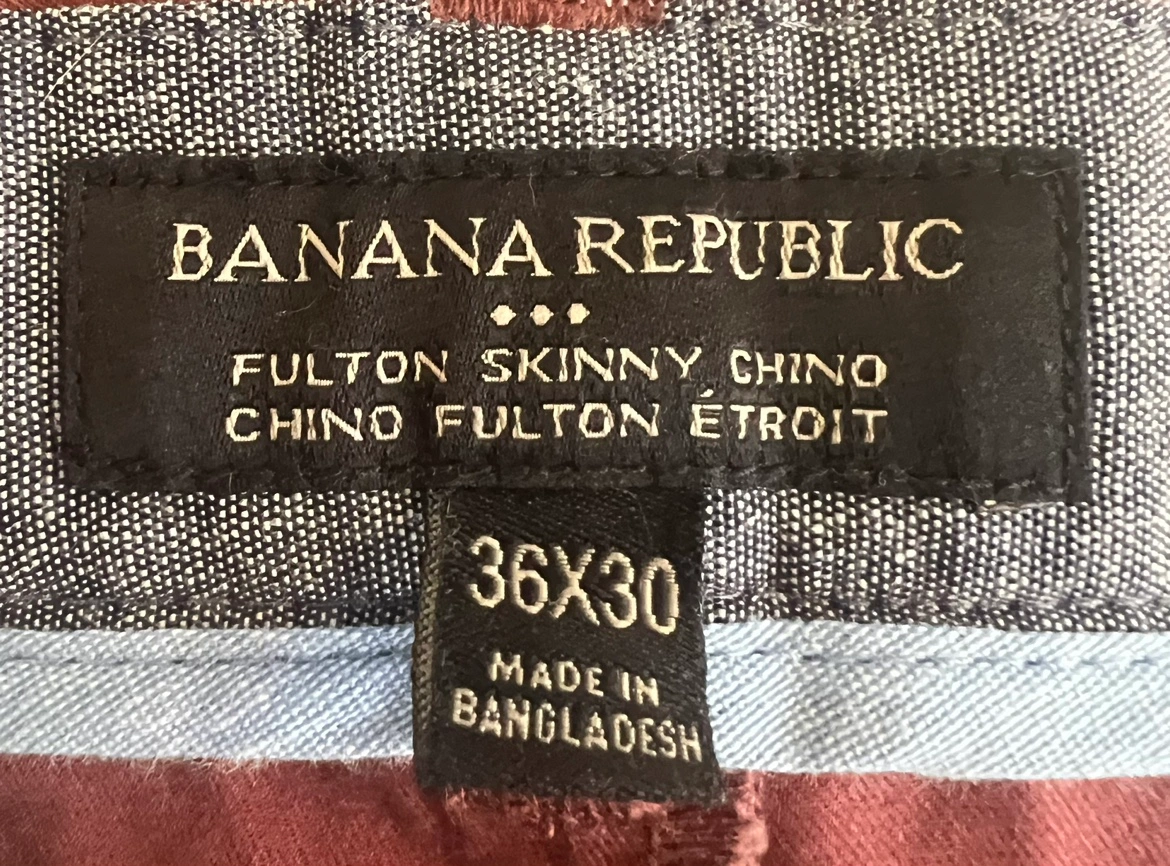 BANANA REPUBLIC
FULTON SKINNY CHINO
CHINO FULTON ÉTROIT
36X30
MADE IN
BANGLADESH